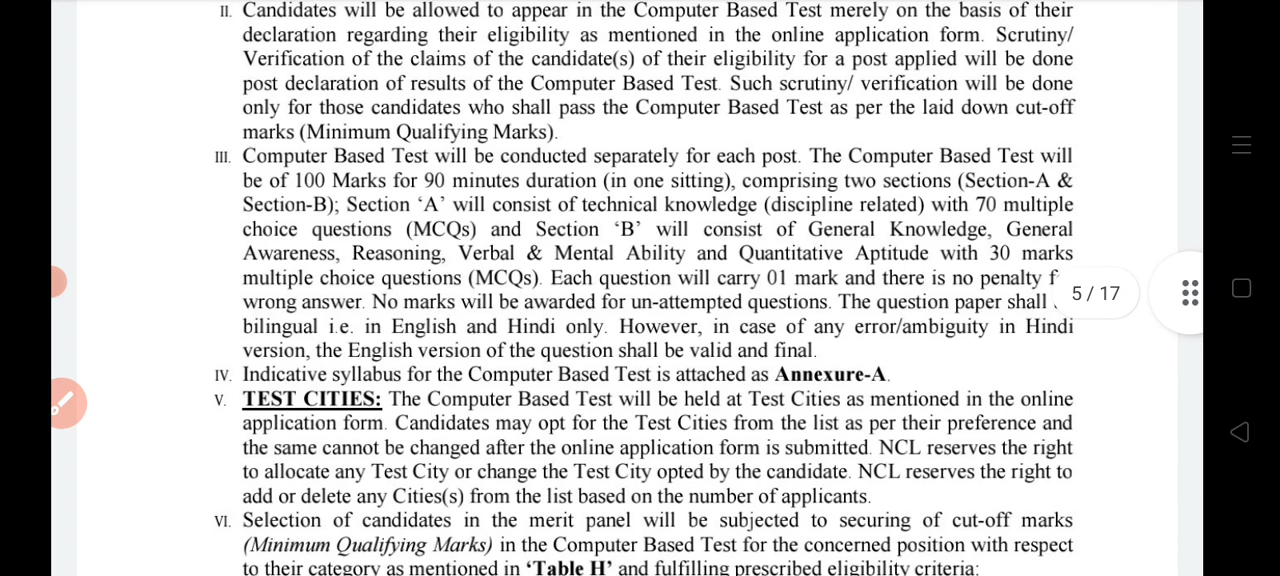 II. Candidates will be allowed to appear in the Computer Based Test merely on the basis of their
declaration regarding their eligibility as mentioned in the online application form. Scrutiny/
Verification of the claims of the candidate(s) of their eligibility for a post applied will be done
post declaration of results of the Computer Based Test. Such scrutiny/ verification will be done
only for those candidates who shall pass the Computer Based Test as per the laid down cut-off
marks (Minimum Qualifying Marks).
III. Computer Based Test will be conducted separately for each post. The Computer Based Test will
be of 100 Marks for 90 minutes duration (in one sitting), comprising two sections (Section-A &
Section-B); Section ‘A’ will consist of technical knowledge (discipline related) with 70 multiple
choice questions (MCQs) and Section ‘B’ will consist of General Knowledge, General
Awareness, Reasoning, Verbal & Mental Ability and Quantitative Aptitude with 30 marks
multiple choice questions (MCQs). Each question will carry 01 mark and there is no penalty
wrong answer. No marks will be awarded for un-attempted questions. The question paper shall
5 / 17
bilingual i.e. in English and Hindi only. However, in case of any error/ambiguity in Hindi
version, the English version of the question shall be valid and final.
IV. Indicative syllabus for the Computer Based Test is attached as Annexure-A.
V. TEST CITIES: The Computer Based Test will be held at Test Cities as mentioned in the online
application form. Candidates may opt for the Test Cities from the list as per their preference and
the same cannot be changed after the online application form is submitted. NCL reserves the right
to allocate any Test City or change the Test City opted by the candidate. NCL reserves the right to
add or delete any Cities(s) from the list based on the number of applicants.
VI. Selection of candidates in the merit panel will be subjected to securing of cut-off marks
(Minimum Qualifying Marks) in the Computer Based Test for the concerned position with respect
to their category as mentioned in ‘Table H’ and fulfilling prescribed eligibility criteria: